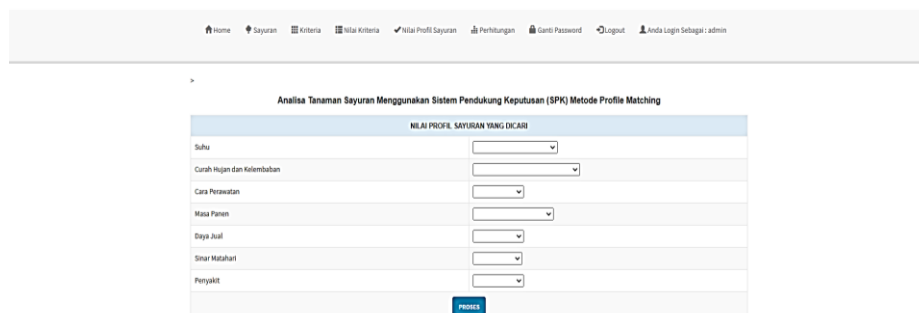 Home Sayuran Kriteria Nilai Kriteria Nilai Profil Sayuran Perhitungan Ganti Password Logout Anda Login Sebagai : admin
>
Analisa Tanaman Sayuran Menggunakan Sistem Pendukung Keputusan (SPK) Metode Profile Matching
NILAI PROFIL SAYURAN YANG DICARI
Suhu
Curah Hujan dan Kelembaban
Cara Perawatan
Masa Panen
Daya Jual
Sinar Matahari
Penyakit
PROSES